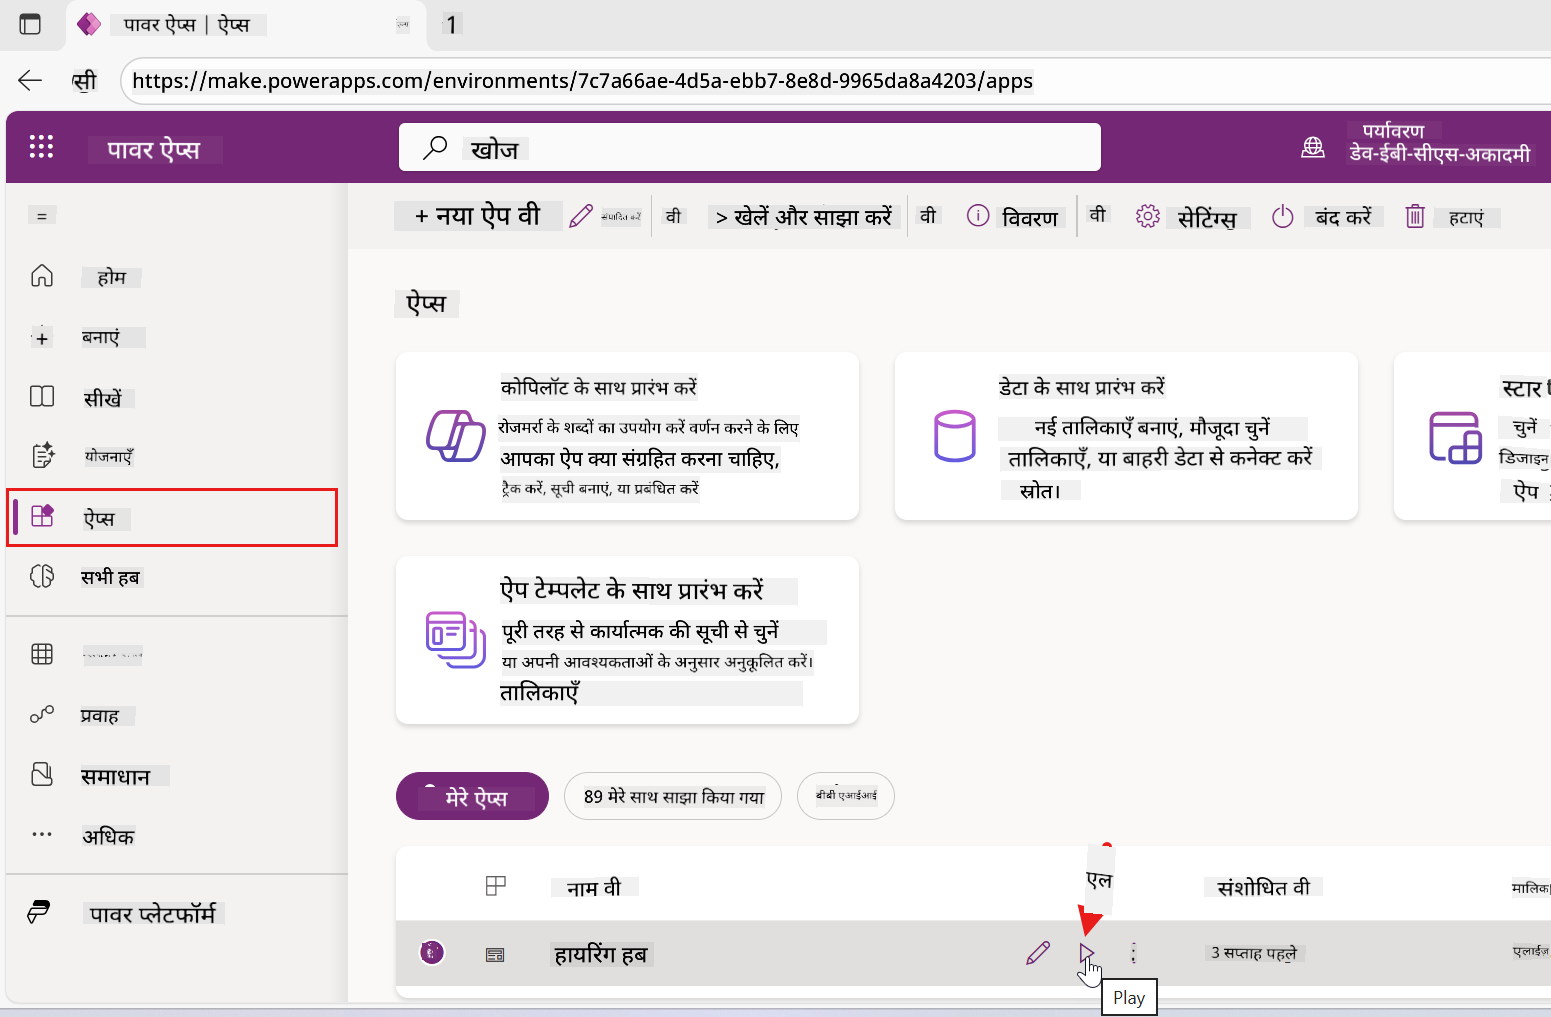 पावर ऐप्स | ऐप्स
1
सी
https://make.powerapps.com/environments/7c7a66ae-4d5a-ebb7-8e8d-9965da8a4203/apps
पावर ऐप्स
खोज
पर्यावरण
डेव-ईबी-सीएस-अकादमी
=
+ नया ऐप वी
संपादित करें
वी
> खेलें और साझा करें
वी
विवरण
वी
सेटिंग्स
बंद करें
हटाएं
होम
+ बनाएं
सीखें
योजनाएँ
ऐप्स
सभी हब
प्रवाह
समाधान
अधिक
पावर प्लेटफॉर्म
ऐप्स
कोपिलॉट के साथ प्रारंभ करें
रोजमर्रा के शब्दों का उपयोग करें वर्णन करने के लिए
आपका ऐप क्या संग्रहित करना चाहिए,
ट्रैक करें, सूची बनाएं, या प्रबंधित करें
डेटा के साथ प्रारंभ करें
नई तालिकाएँ बनाएं, मौजूदा चुनें
तालिकाएँ, या बाहरी डेटा से कनेक्ट करें
स्रोत।
स्टार
चुनें
डिजाइन
ऐप
ऐप टेम्पलेट के साथ प्रारंभ करें
पूरी तरह से कार्यात्मक की सूची से चुनें
या अपनी आवश्यकताओं के अनुसार अनुकूलित करें।
तालिकाएँ
मेरे ऐप्स
89 मेरे साथ साझा किया गया
बीबी एआईआई
नाम वी
एल
संशोधित वी
मालिक
हायरिंग हब
3 सप्ताह पहले
एलाईज़
Play